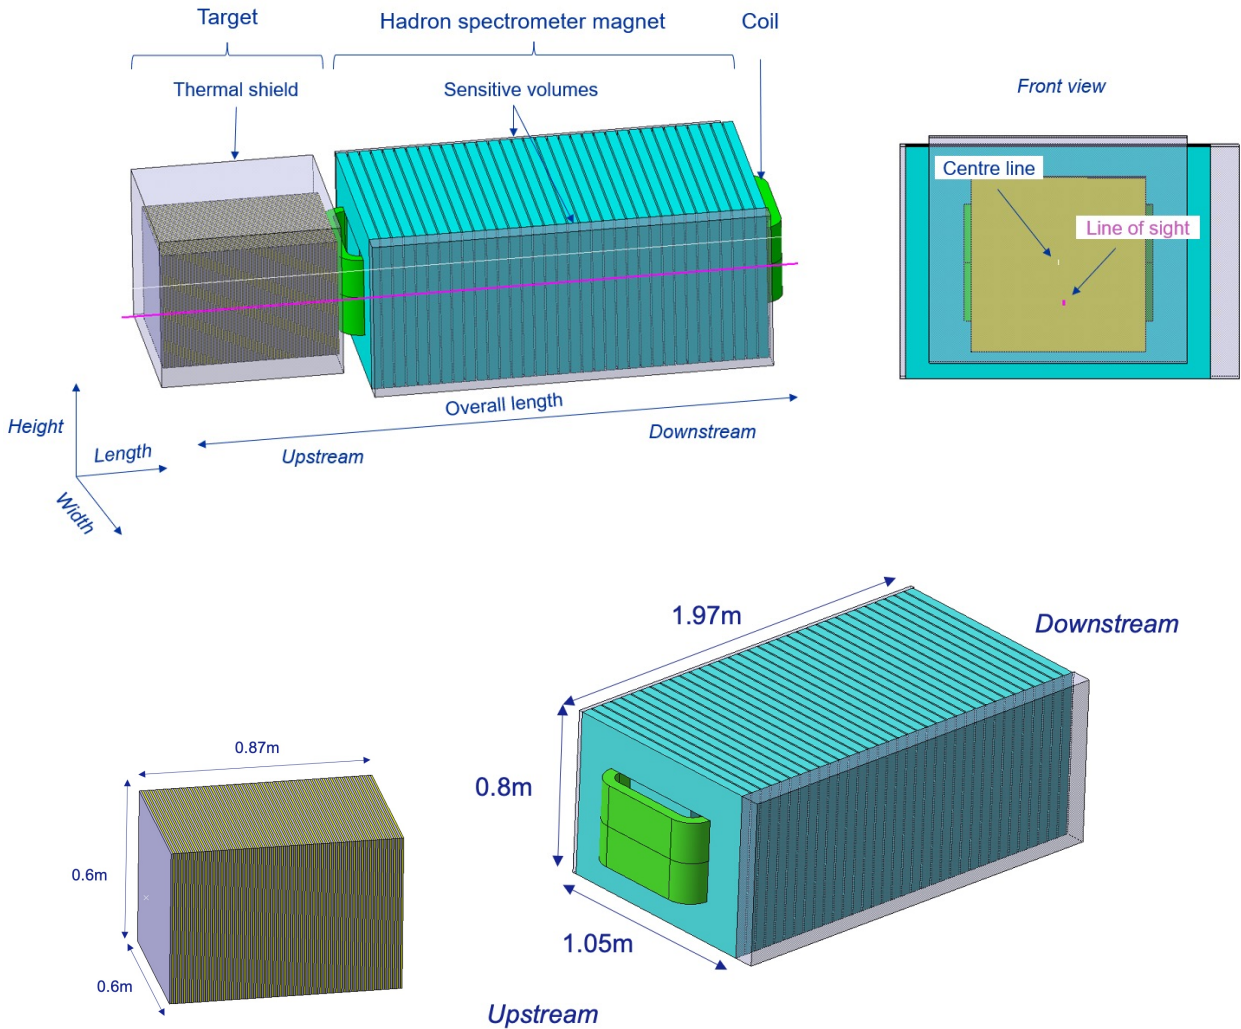 Target
Hadron spectrometer magnet
Coil
Thermal shield
Sensitive volumes
Front view
Centre line
Line of sight
Height
Length
Width
Overall length
Upstream
Downstream
1.97m
Downstream
0.87m
0.8m
0.6m
0.6m
1.05m
Upstream